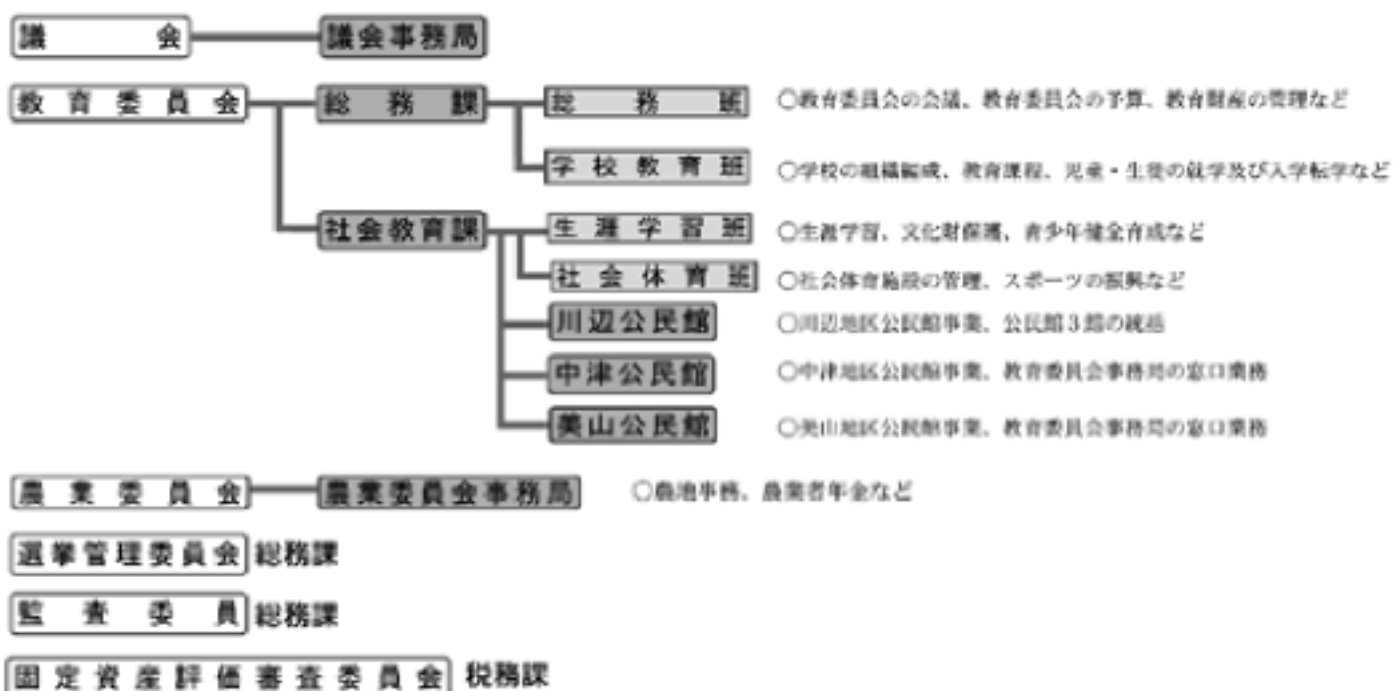 議会 議会事務局
教育委員会 総務課 総務班 ○教育委員会の会議、教育委員会の予算、教育財産の管理など
学校教育班 ○学校の組織編成、教育課程、児童・生徒の就学及び入学転学など
社会教育課 生涯学習班 ○生涯学習、文化財保護、青少年健全育成など
社会体育班 ○社会体育施設の管理、スポーツの振興など
川辺公民館 ○川辺地区公民館事業、公民館3館の統括
中津公民館 ○中津地区公民館事業、教育委員会事務局の窓口業務
美山公民館 ○美山地区公民館事業、教育委員会事務局の窓口業務
農業委員会 農業委員会事務局 ○農地事務、農業者年金など
選挙管理委員会 総務課
監査委員 総務課
固定資産評価審査委員会 税務課